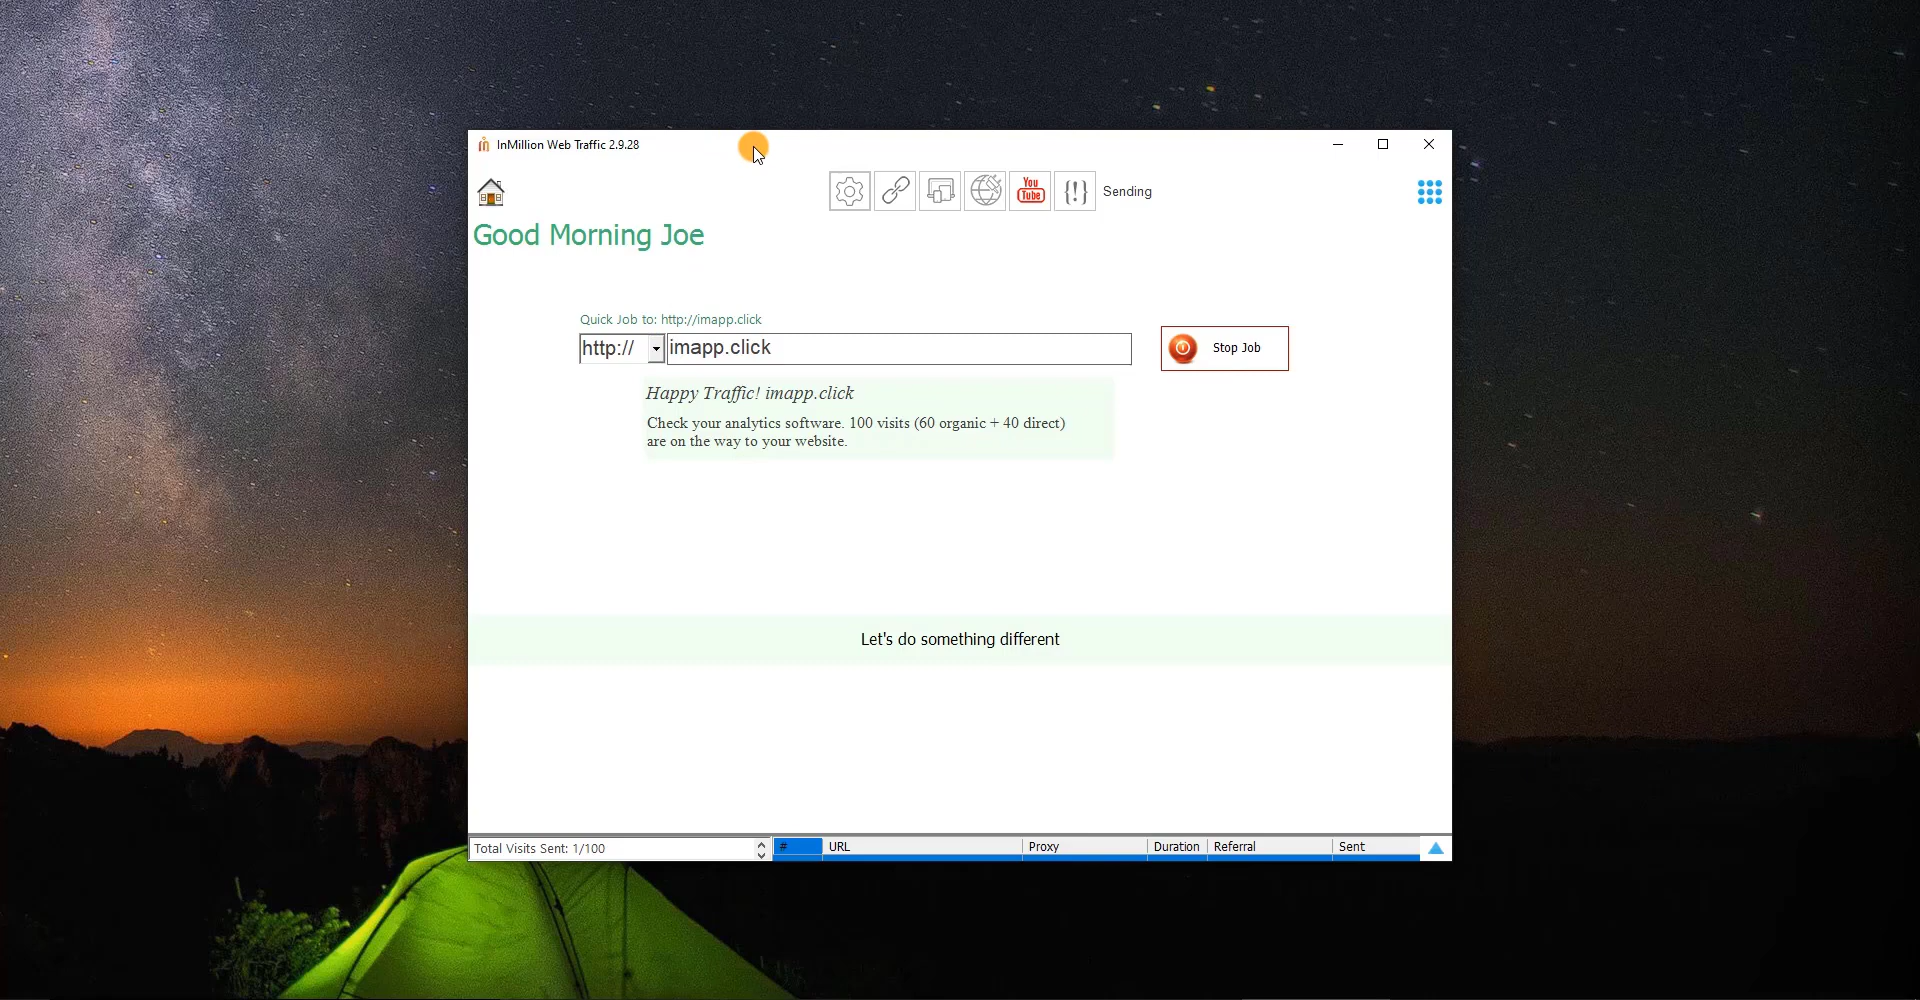 InMillion Web Traffic 2.9.28
You
Tube
{!}
Sending
Good Morning Joe
Quick Job to: http://imapp.click
http://
imapp.click
Stop Job
Happy Traffic! imapp.click
Check your analytics software. 100 visits (60 organic + 40 direct)
are on the way to your website.
Let's do something different
Total Visits Sent: 1/100
# URL Proxy Duration Referral Sent